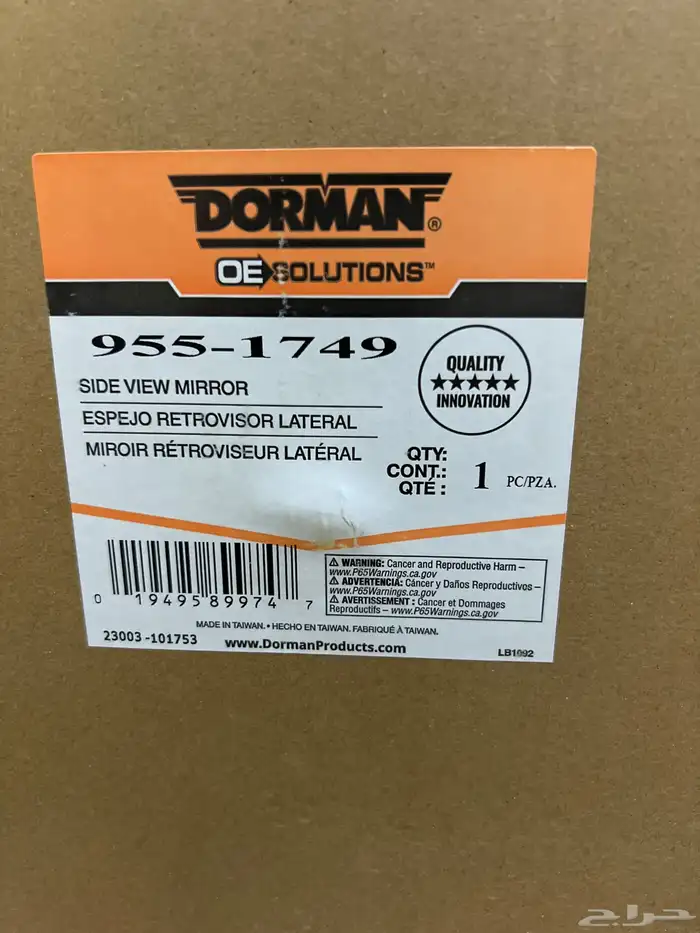 DORMAN®
OE SOLUTIONS™
955-1749
SIDE VIEW MIRROR
ESPEJO RETROVISOR LATERAL
MIROIR RÉTROVISEUR LATÉRAL
QUALITY
INNOVATION
QTY:
CONT.: 1 PC/PZA.
QTÉ :
⚠ WARNING: Cancer and Reproductive Harm –
www.P65Warnings.ca.gov
⚠ ADVERTENCIA: Cáncer y Daños Reproductivos –
www.P65Warnings.ca.gov
⚠ AVERTISSEMENT : Cancer et Dommages
Reproductifs – www.P65Warnings.ca.gov
0 19495 89974 7
MADE IN TAIWAN. • HECHO EN TAIWAN. FABRIQUÉ À TAIWAN.
23003 -101753
www.DormanProducts.com
LB1092
حراج